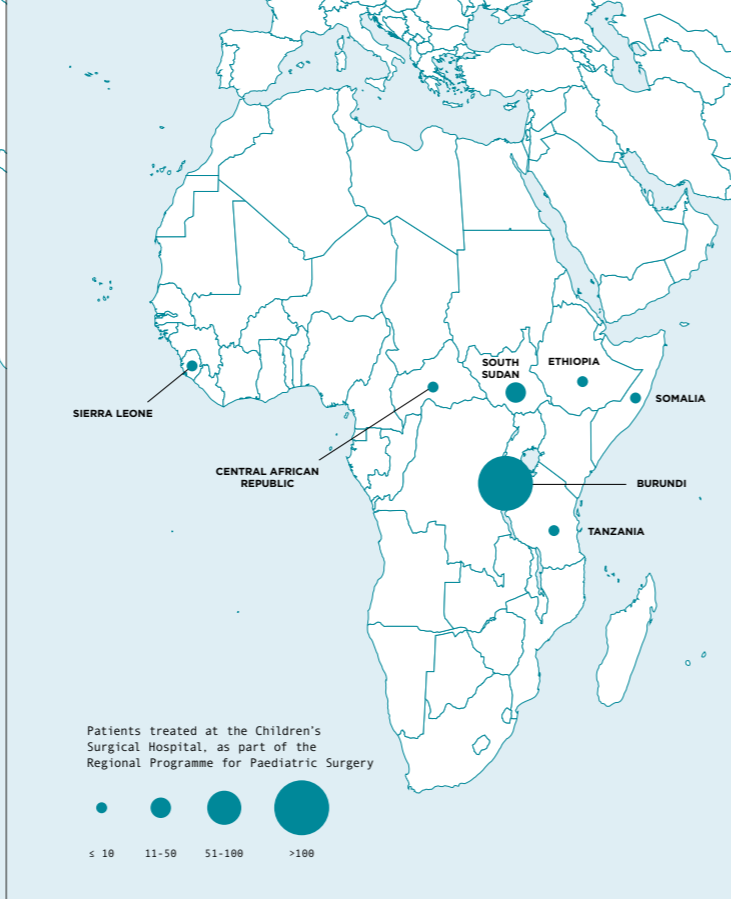 SOUTH
SUDAN
ETHIOPIA
SOMALIA
SIERRA LEONE
CENTRAL AFRICAN
REPUBLIC
BURUNDI
TANZANIA
Patients treated at the Children's
Surgical Hospital, as part of the
Regional Programme for Paediatric Surgery
≤ 10 11-50 51-100 >100